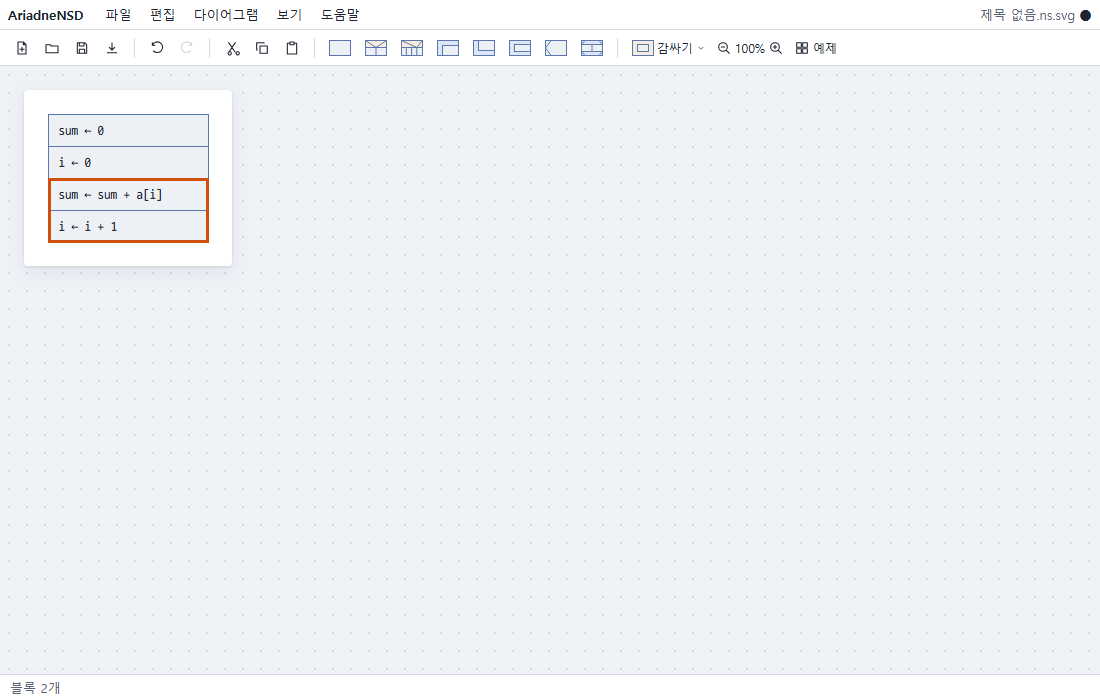 AriadneNSD 파일 편집 다이어그램 보기 도움말 제목 없음.ns.svg
감싸기 100% 예제
sum ← 0
i ← 0
sum ← sum + a[i]
i ← i + 1
블록 2개